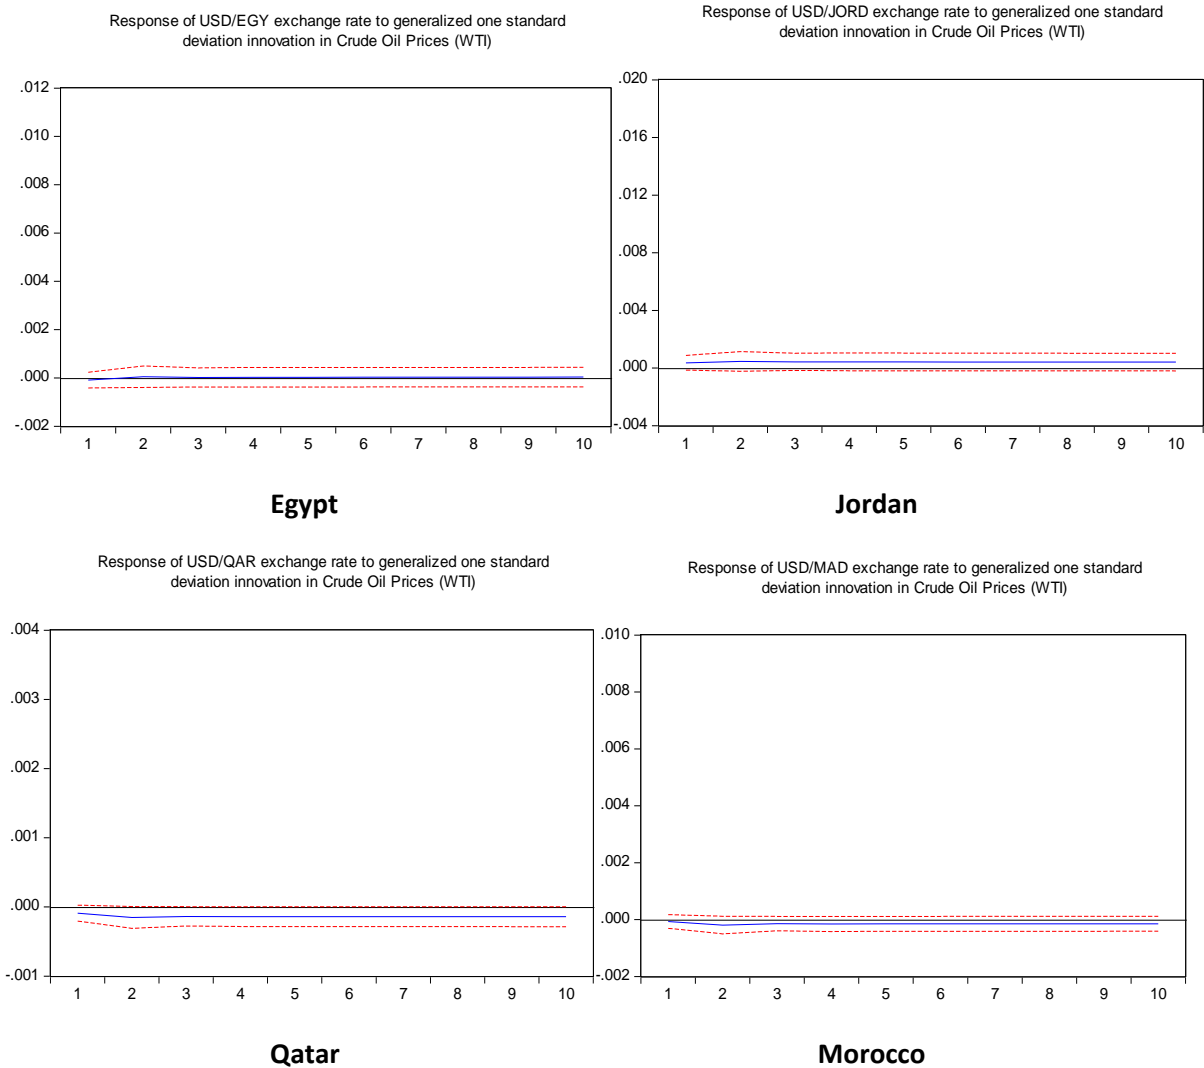 Response of USD/EGY exchange rate to generalized one standard
deviation innovation in Crude Oil Prices (WTI)
.012
.010
.008
.006
.004
.002
.000
-.002
1 2 3 4 5 6 7 8 9 10
Egypt
Response of USD/JORD exchange rate to generalized one standard
deviation innovation in Crude Oil Prices (WTI)
.020
.016
.012
.008
.004
.000
-.004
1 2 3 4 5 6 7 8 9 10
Jordan
Response of USD/QAR exchange rate to generalized one standard
deviation innovation in Crude Oil Prices (WTI)
.004
.003
.002
.001
.000
-.001
1 2 3 4 5 6 7 8 9 10
Qatar
Response of USD/MAD exchange rate to generalized one standard
deviation innovation in Crude Oil Prices (WTI)
.010
.008
.006
.004
.002
.000
-.002
1 2 3 4 5 6 7 8 9 10
Morocco